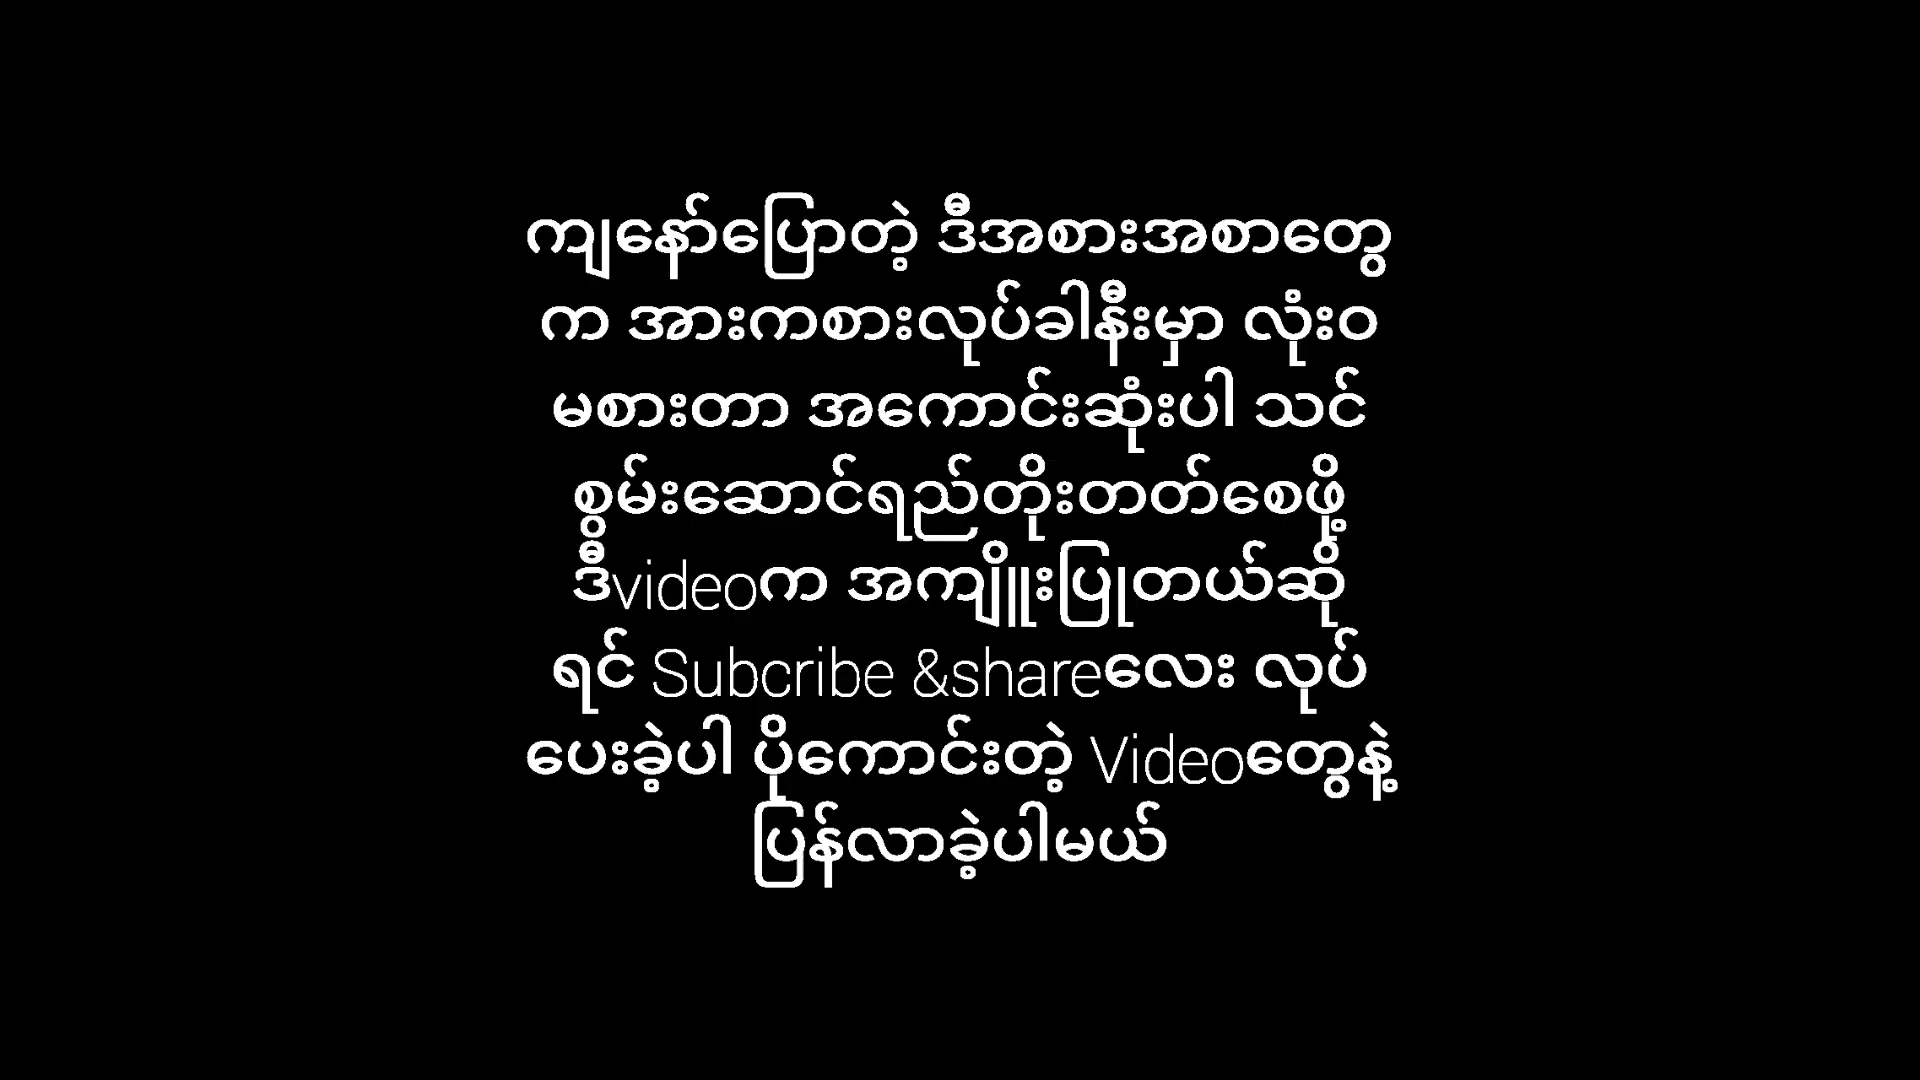 ကျနော်ပြောတဲ့ ဒီအစားအစာတွေ
က အားကစားလုပ်ခါနီးမှာ လုံးဝ
မစားတာ အကောင်းဆုံးပါ သင်
စွမ်းဆောင်ရည်တိုးတတ်စေဖို့
ဒီvideoက အကျိူးပြုတယ်ဆို
ရင် Subcribe &shareလေး လုပ်
ပေးခဲ့ပါ ပိုကောင်းတဲ့ Videoတွေနဲ့
ပြန်လာခဲ့ပါမယ်